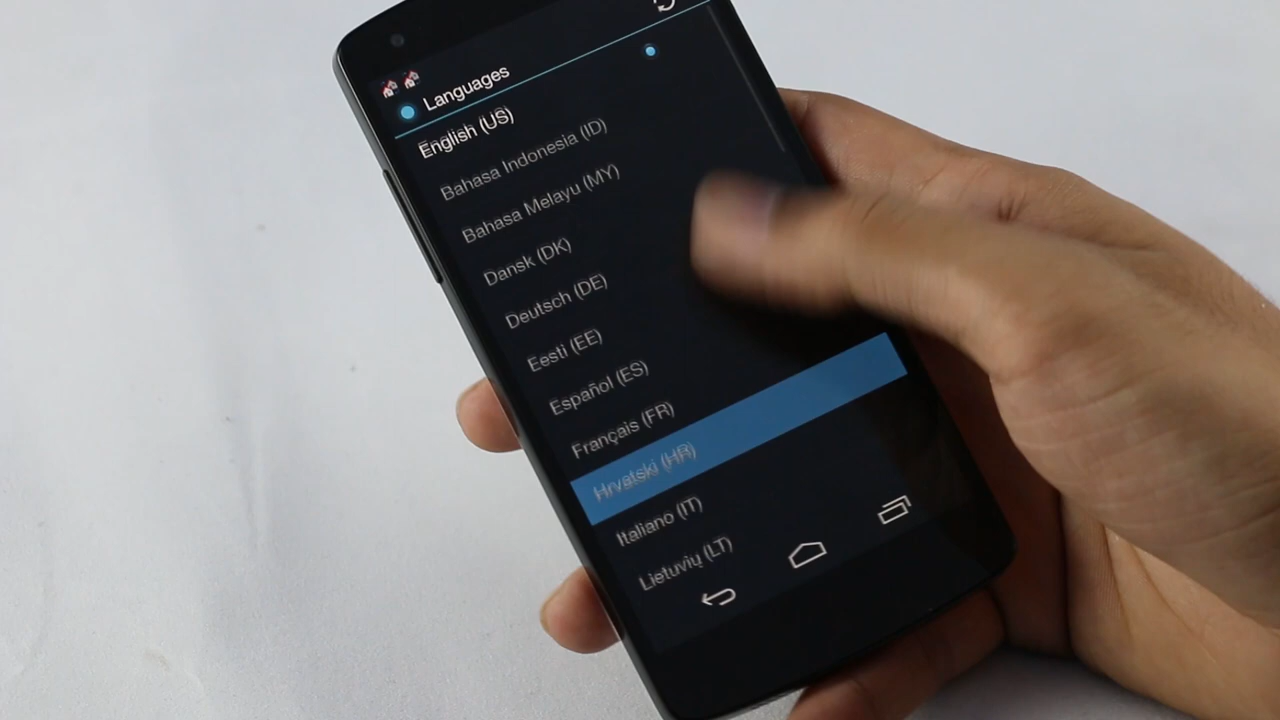 Languages
English (US)
Bahasa Indonesia (ID)
Bahasa Melayu (MY)
Dansk (DK)
Deutsch (DE)
Eesti (EE)
Español (ES)
Français (FR)
Hrvatski (HR)
Italiano (IT)
Lietuvių (LT)